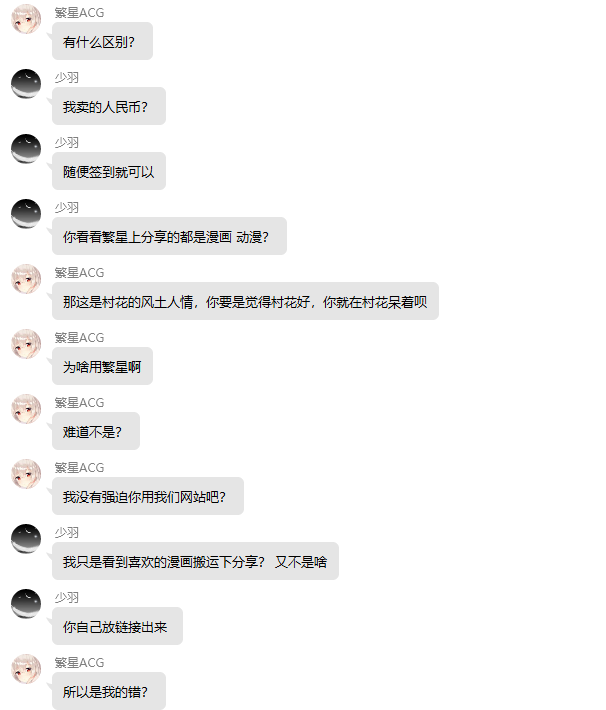 繁星ACG
有什么区别？
少羽
我卖的人民币？
少羽
随便签到就可以
少羽
你看看繁星上分享的都是漫画 动漫？
繁星ACG
那这是村花的风土人情，你要是觉得村花好，你就在村花呆着呗
繁星ACG
为啥用繁星啊
繁星ACG
难道不是？
繁星ACG
我没有强迫你用我们网站吧？
少羽
我只是看到喜欢的漫画搬运下分享？ 又不是啥
少羽
你自己放链接出来
繁星ACG
所以是我的错？